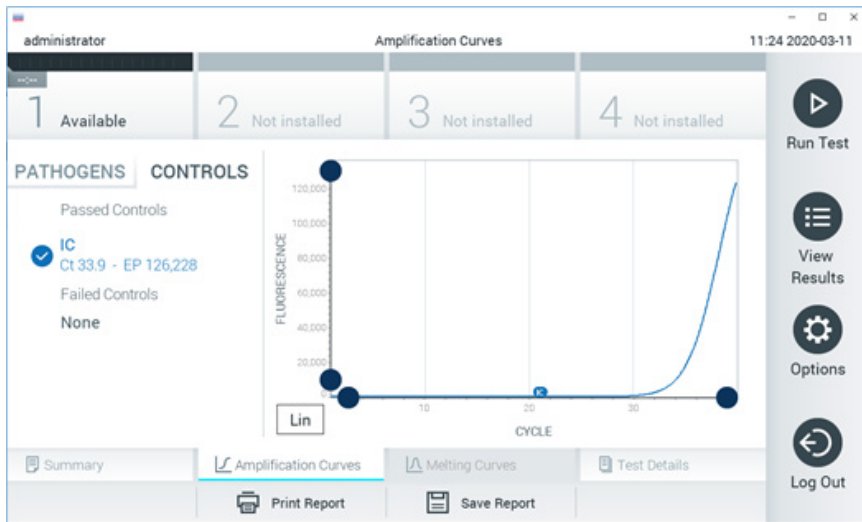 administrator
Amplification Curves
11:24 2020-03-11
--:--
1 Available
2 Not installed
3 Not installed
4 Not installed
Run Test
PATHOGENS CONTROLS
Passed Controls
IC
Ct 33.9 - EP 126,228
Failed Controls
None
FLUORESCENCE
120,000
100,000
80,000
60,000
40,000
20,000
0
IC
10 20 30
CYCLE
Lin
View
Results
Options
Summary
Amplification Curves
Melting Curves
Test Details
Print Report
Save Report
Log Out